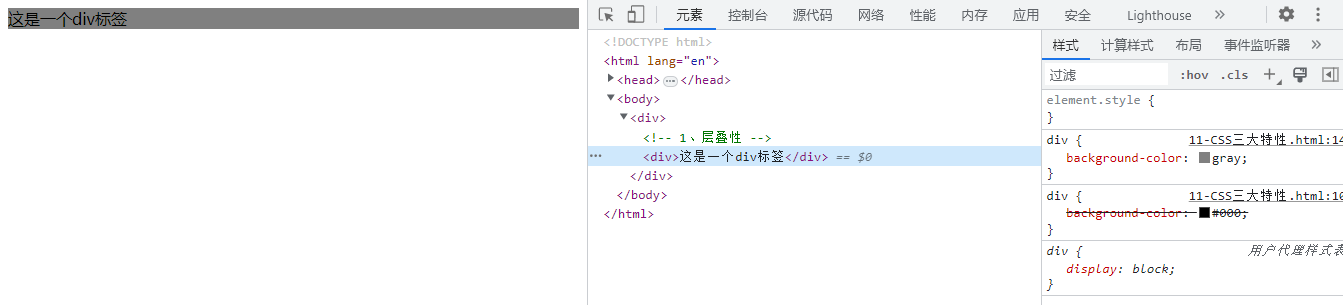 这是一个div标签
元素 控制台 源代码 网络 性能 内存 应用 安全 Lighthouse »
<!DOCTYPE html>
<html lang="en">
<head>…</head>
<body>
<div>
<!-- 1、层叠性 -->
<div>这是一个div标签</div> == $0
</div>
</body>
</html>
样式 计算样式 布局 事件监听器 »
过滤 :hov .cls
element.style {
}
div { 11-CSS三大特性.html:14
background-color: gray;
}
div { 11-CSS三大特性.html:10
background-color: #000;
}
div { 用户代理样式表
display: block;
}